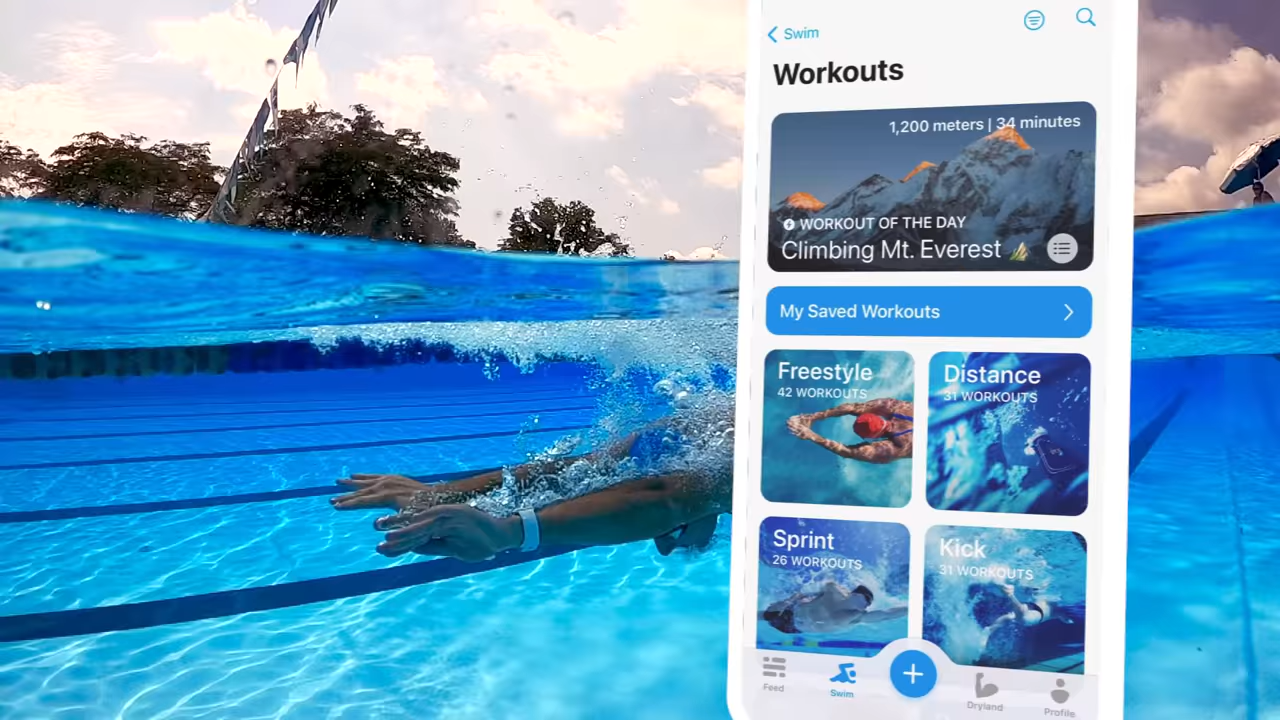 Swim
Workouts
1,200 meters | 34 minutes
WORKOUT OF THE DAY
Climbing Mt. Everest
My Saved Workouts
Freestyle
42 WORKOUTS
Distance
31 WORKOUTS
Sprint
26 WORKOUTS
Kick
31 WORKOUTS
Feed
Swim
Dryland
Profile